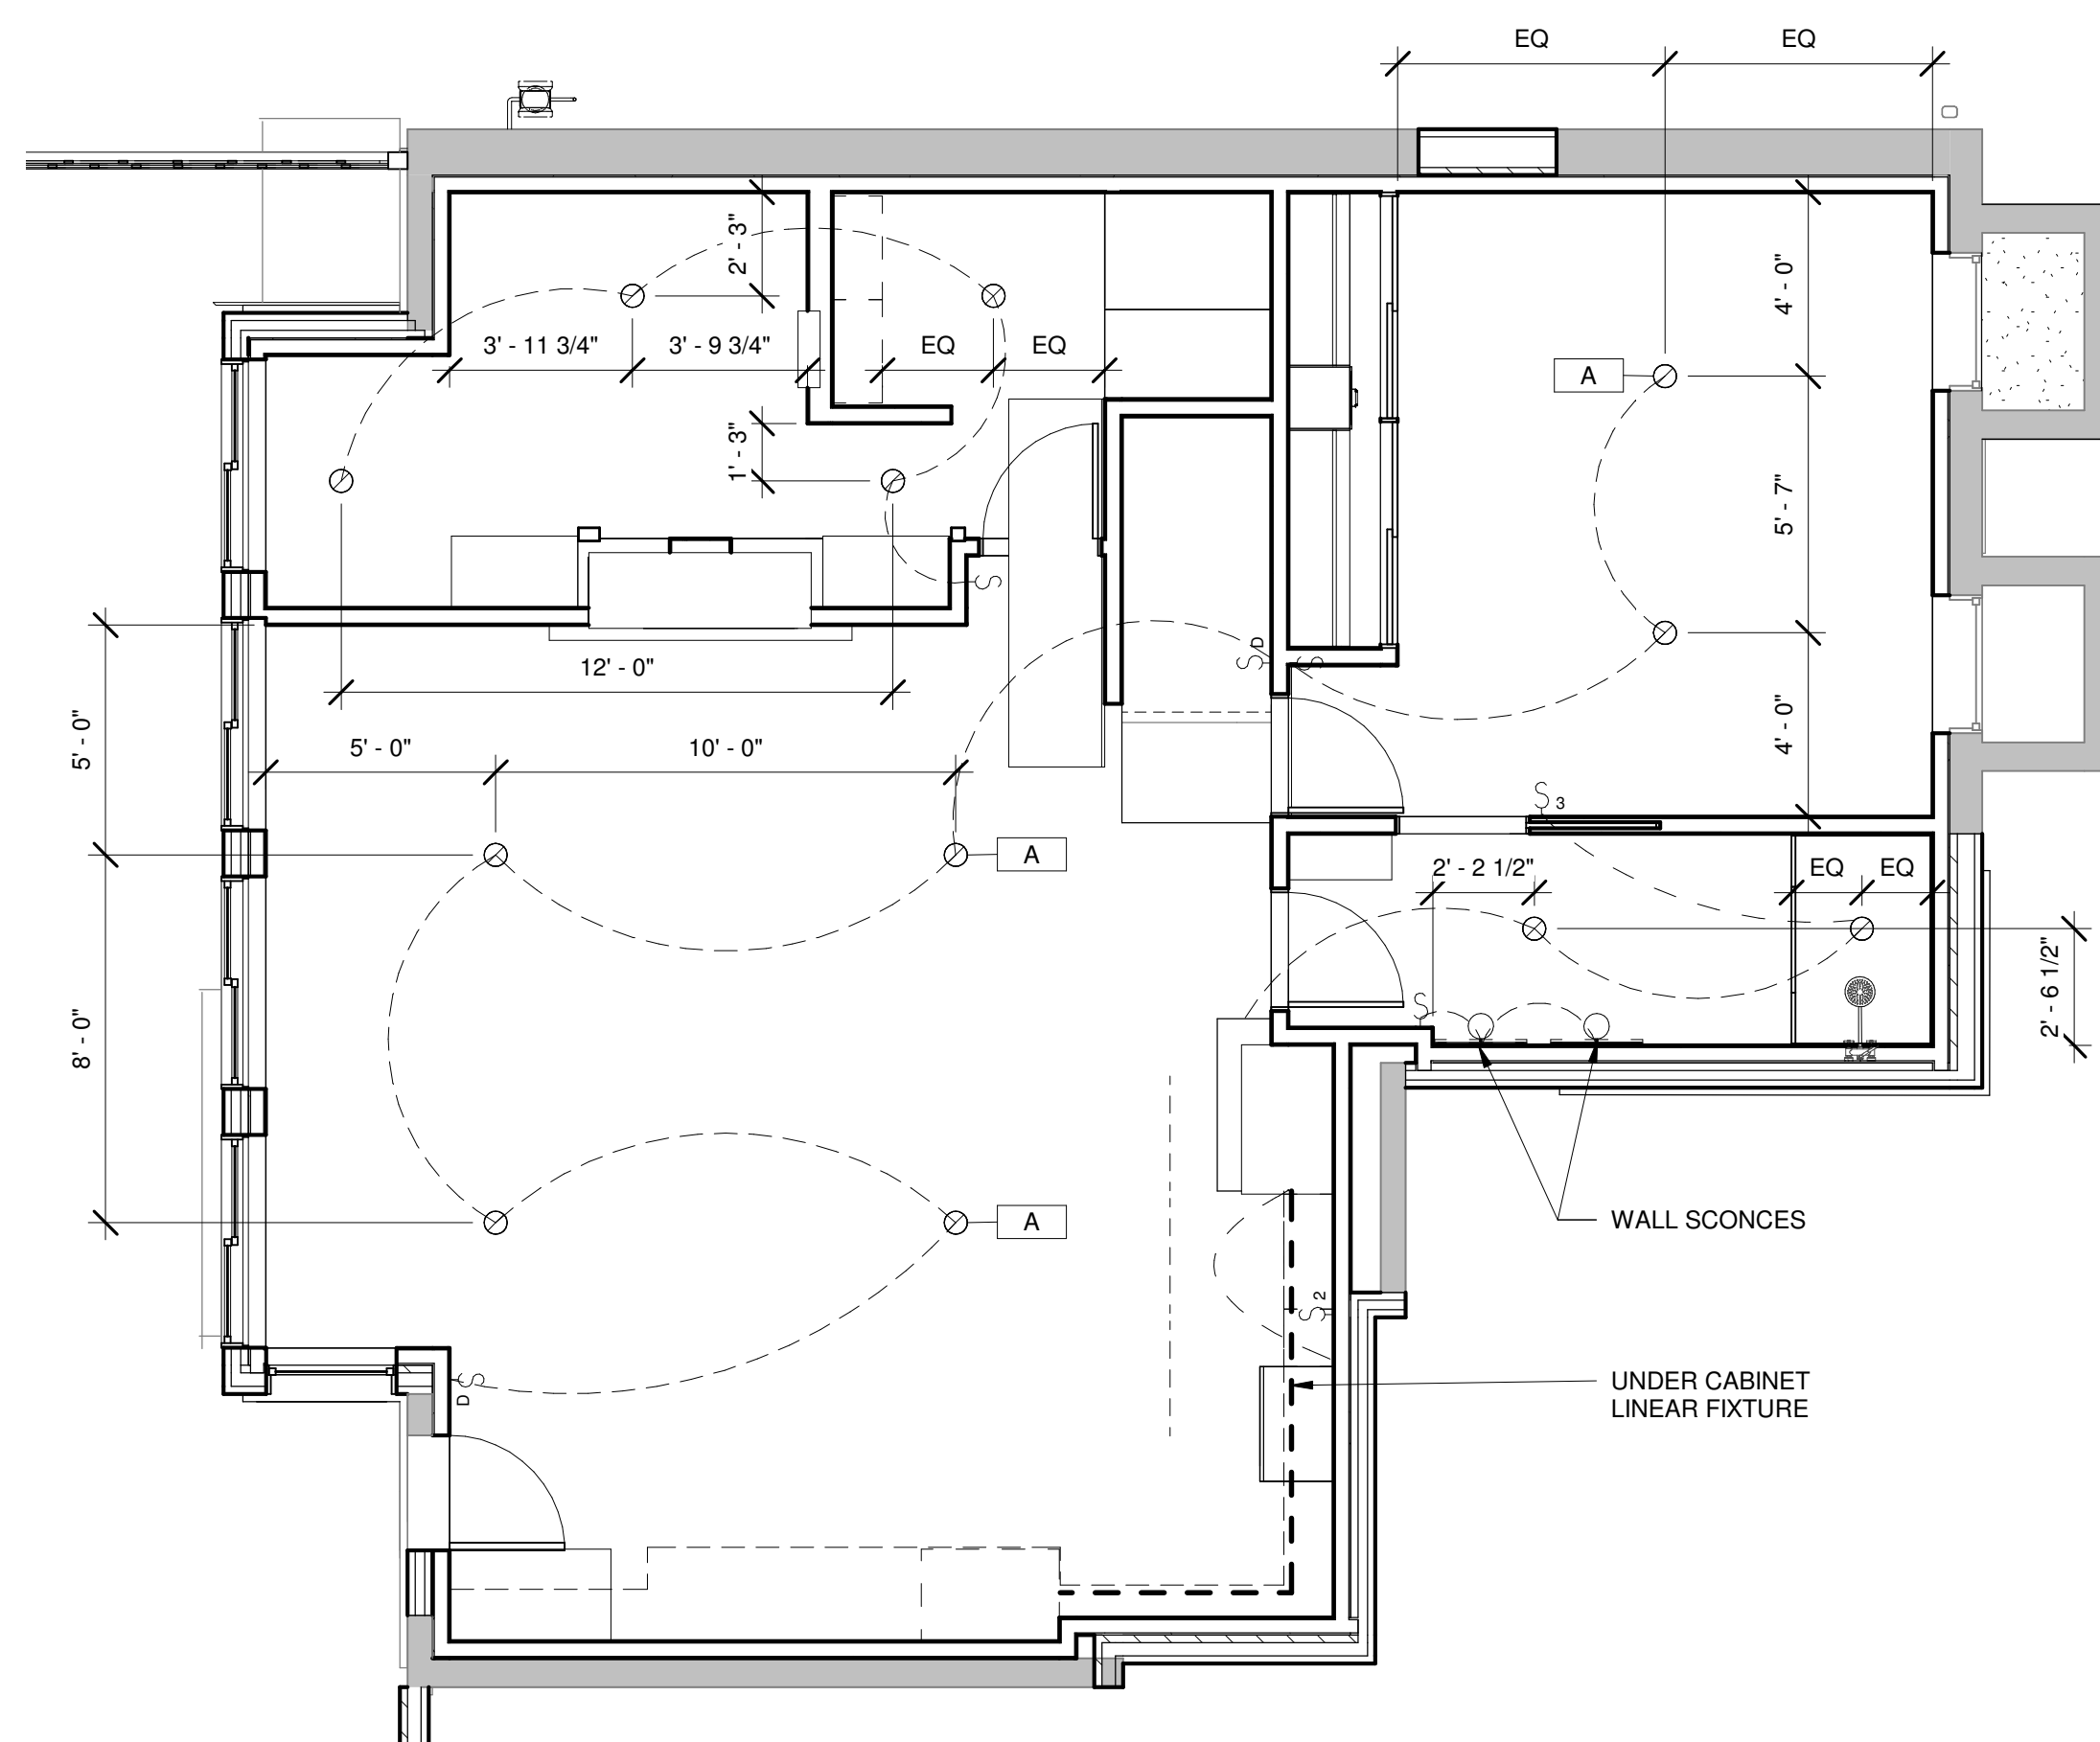 EQ
EQ
2' - 3"
4' - 0"
3' - 11 3/4"
3' - 9 3/4"
EQ
EQ
A
1' - 3"
5' - 7"
S
12' - 0"
S D
S
5' - 0"
5' - 0"
10' - 0"
4' - 0"
S 3
A
2' - 2 1/2"
EQ
EQ
8' - 0"
S
2' - 6 1/2"
A
WALL SCONCES
S 2
S D
UNDER CABINET
LINEAR FIXTURE